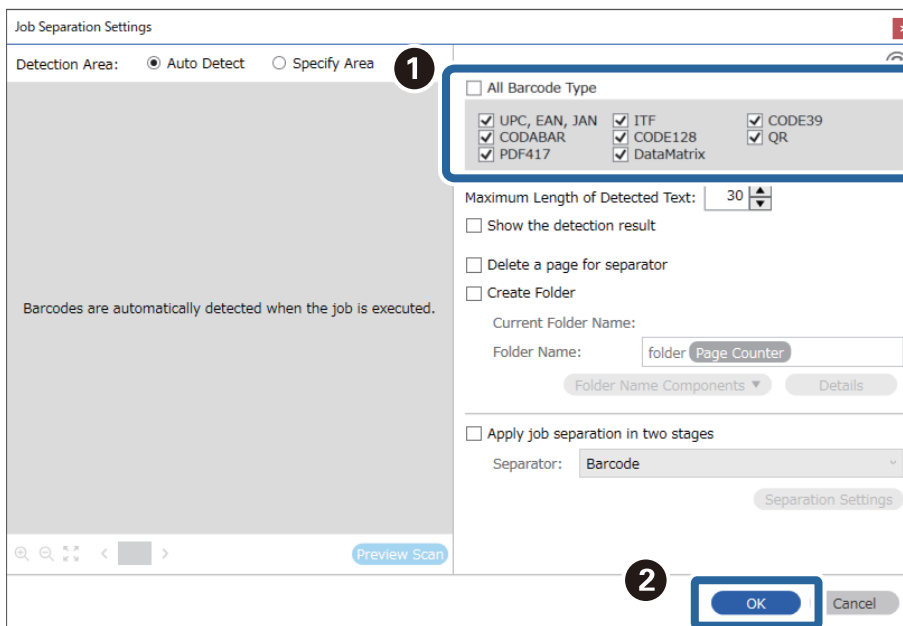 Job Separation Settings
Detection Area: Auto Detect Specify Area
1
All Barcode Type
UPC, EAN, JAN ITF CODE39
CODABAR CODE128 QR
PDF417 DataMatrix
Maximum Length of Detected Text: 30
Show the detection result
Delete a page for separator
Create Folder
Barcodes are automatically detected when the job is executed.
Current Folder Name:
Folder Name: folder Page Counter
Folder Name Components Details
Apply job separation in two stages
Separator: Barcode
Separation Settings
Preview Scan
2
OK Cancel